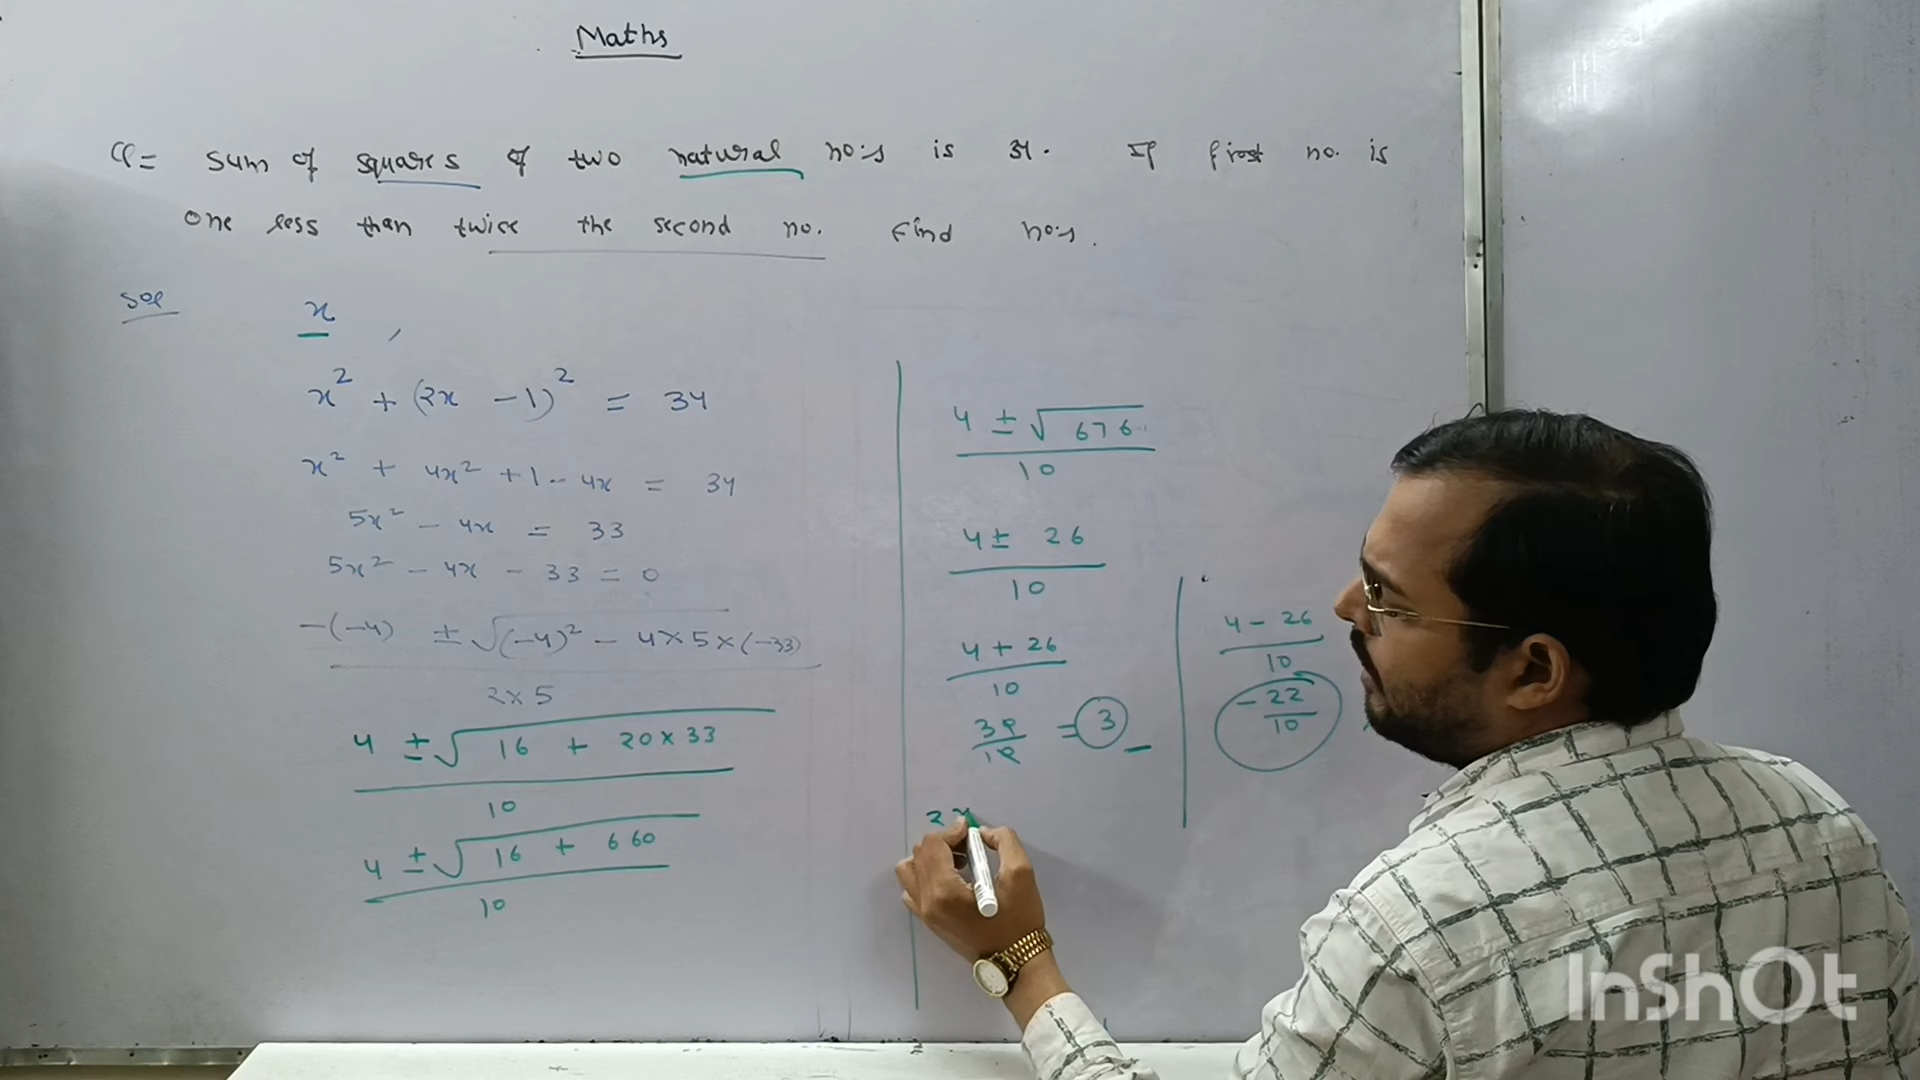 Maths
Q= Sum of squares of two natural no:s is 34. If first no. is
one less than twice the second no. Find no:s.
Sol
x ,
x² + (2x - 1)² = 34
x² + 4x² + 1 - 4x = 34
5x² - 4x = 33
5x² - 4x - 33 = 0
-(-4) ± √(-4)² - 4×5×(-33)
2×5
4 ± √16 + 20×33
10
4 ± √16 + 660
10
4 ± √676
10
4 ± 26
10
4 + 26
10
30 = 3
10
2x
4 - 26
10
-22
10
InShOt